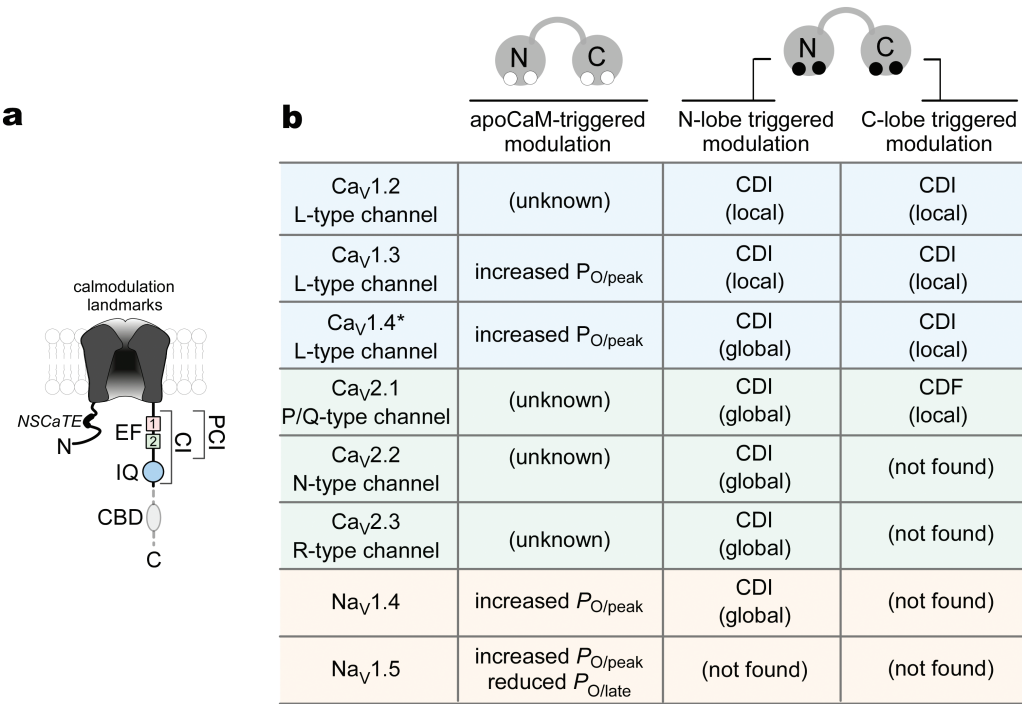 a
calmodulation
landmarks
NSCaTE
N
EF
1
2
IQ
CI
PCI
CBD
C
b
N C
N C
apoCaM-triggered
modulation
N-lobe triggered
modulation
C-lobe triggered
modulation
CaV1.2
L-type channel
(unknown)
CDI
(local)
CDI
(local)
CaV1.3
L-type channel
increased PO/peak
CDI
(local)
CDI
(local)
CaV1.4*
L-type channel
increased PO/peak
CDI
(global)
CDI
(local)
CaV2.1
P/Q-type channel
(unknown)
CDI
(global)
CDF
(local)
CaV2.2
N-type channel
(unknown)
CDI
(global)
(not found)
CaV2.3
R-type channel
(unknown)
CDI
(global)
(not found)
NaV1.4
increased PO/peak
CDI
(global)
(not found)
NaV1.5
increased PO/peak
reduced PO/late
(not found)
(not found)